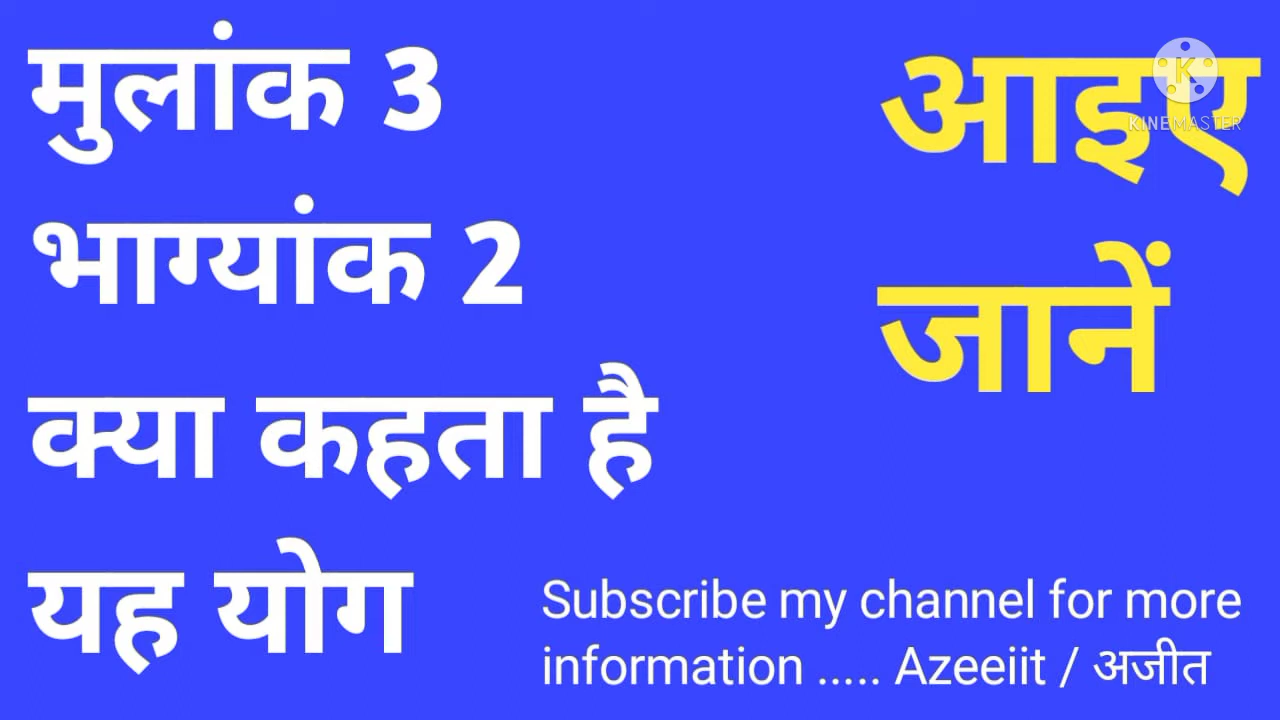 मुलांक 3
भाग्यांक 2
क्या कहता है
यह योग
आइए
जानें
K
KINEMASTER
Subscribe my channel for more
information ..... Azeeiit / अजीत